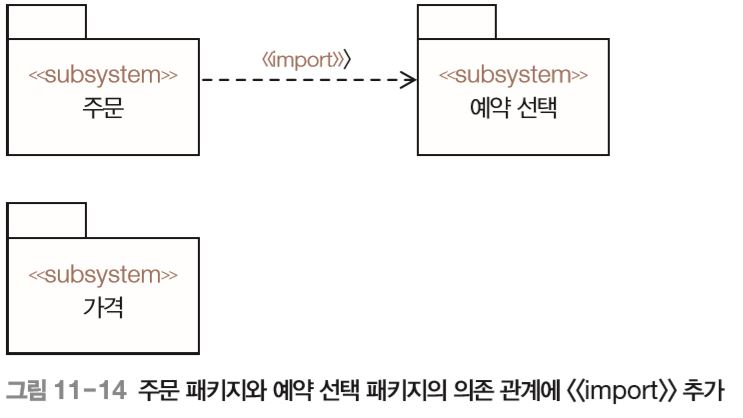 <<subsystem>>
주문
《import》〉
<<subsystem>>
예약 선택
<<subsystem>>
가격
그림 11-14 주문 패키지와 예약 선택 패키지의 의존 관계에 《import》 추가